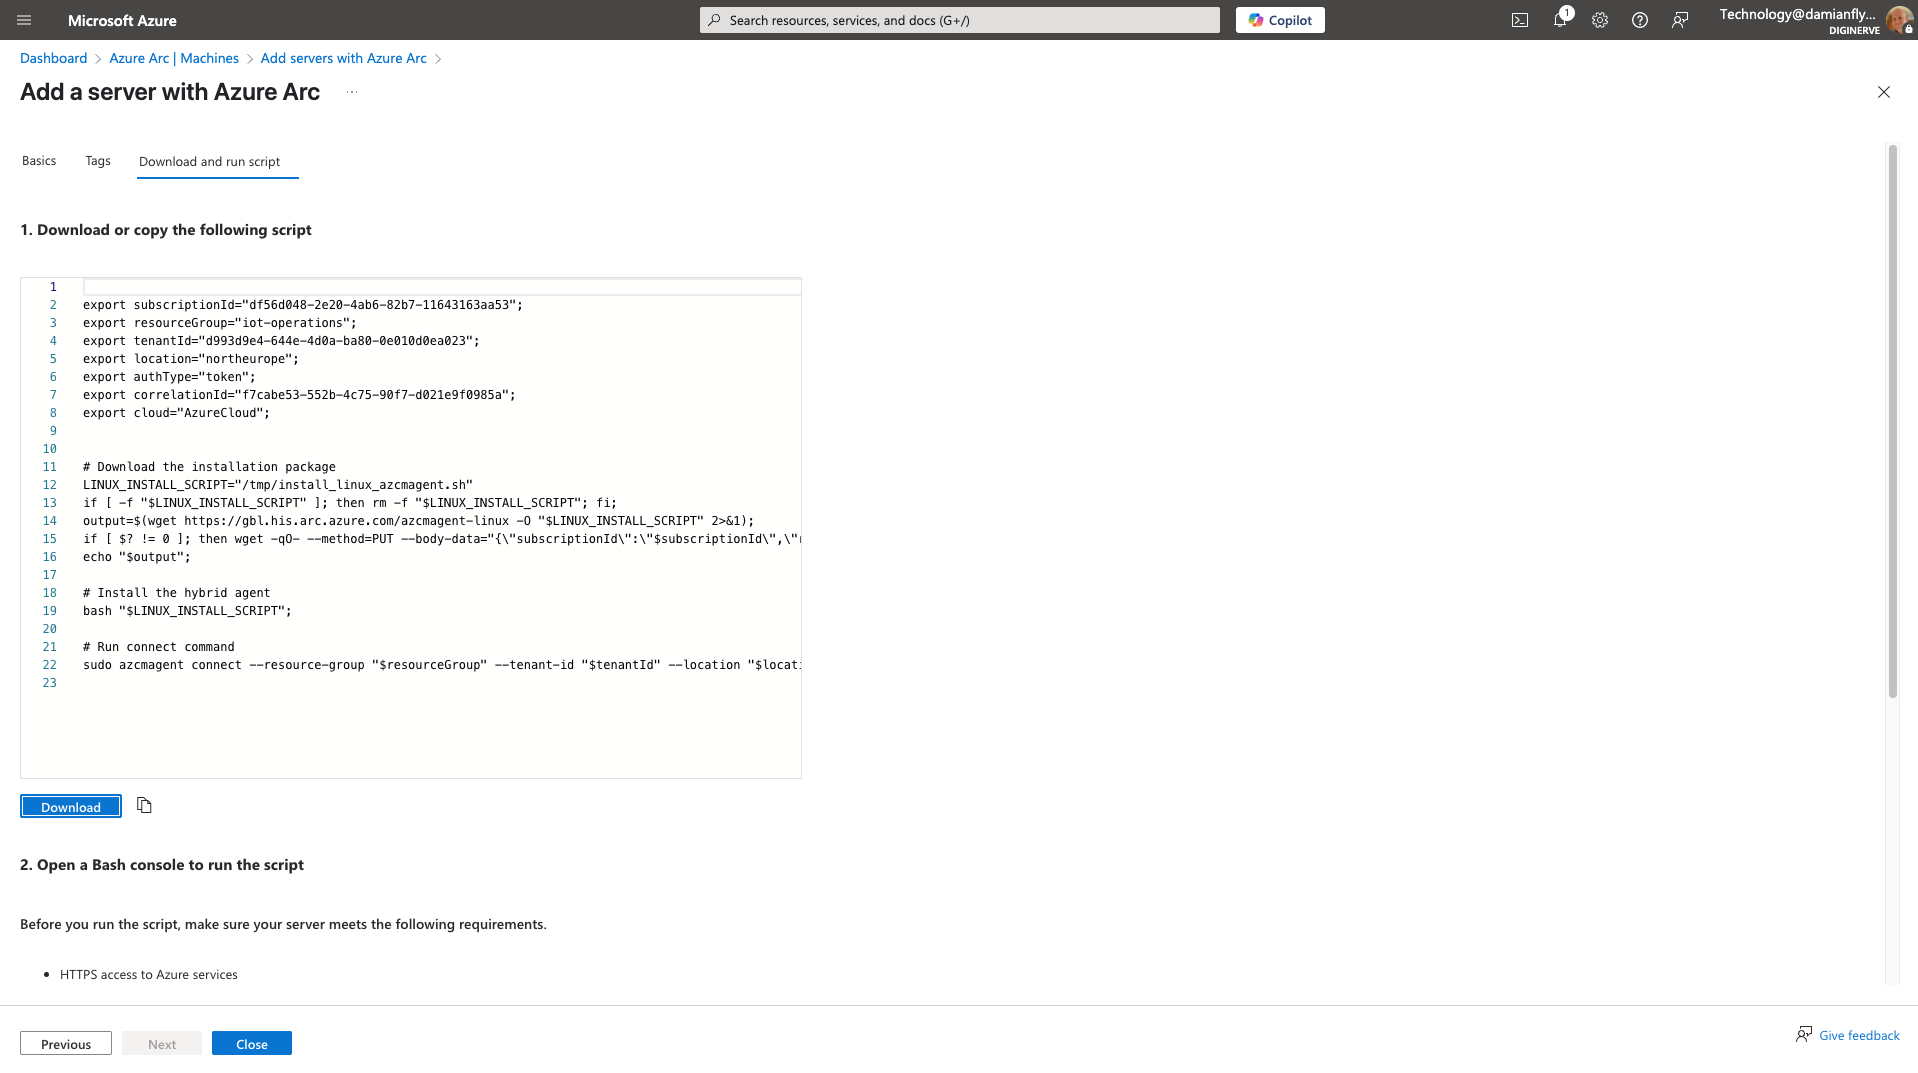 Microsoft Azure
Search resources, services, and docs (G+/)
Copilot
1
Technology@damianfly...
DIGINERVE
Dashboard > Azure Arc | Machines > Add servers with Azure Arc >
Add a server with Azure Arc ...
Basics
Tags
Download and run script
1. Download or copy the following script
1
2 export subscriptionId="df56d048-2e20-4ab6-82b7-11643163aa53";
3 export resourceGroup="iot-operations";
4 export tenantId="d993d9e4-644e-4d0a-ba80-0e010d0ea023";
5 export location="northeurope";
6 export authType="token";
7 export correlationId="f7cabe53-552b-4c75-90f7-d021e9f0985a";
8 export cloud="AzureCloud";
9
10
11 # Download the installation package
12 LINUX_INSTALL_SCRIPT="/tmp/install_linux_azcmagent.sh"
13 if [ -f "$LINUX_INSTALL_SCRIPT" ]; then rm -f "$LINUX_INSTALL_SCRIPT"; fi;
14 output=$(wget https://gbl.his.arc.azure.com/azcmagent-linux -O "$LINUX_INSTALL_SCRIPT" 2>&1);
15 if [ $? != 0 ]; then wget -qO- --method=PUT --body-data="{\"subscriptionId\":\"$subscriptionId\",\"
16 echo "$output";
17
18 # Install the hybrid agent
19 bash "$LINUX_INSTALL_SCRIPT";
20
21 # Run connect command
22 sudo azcmagent connect --resource-group "$resourceGroup" --tenant-id "$tenantId" --location "$locati
23
Download
2. Open a Bash console to run the script
Before you run the script, make sure your server meets the following requirements.
• HTTPS access to Azure services
Previous
Next
Close
Give feedback